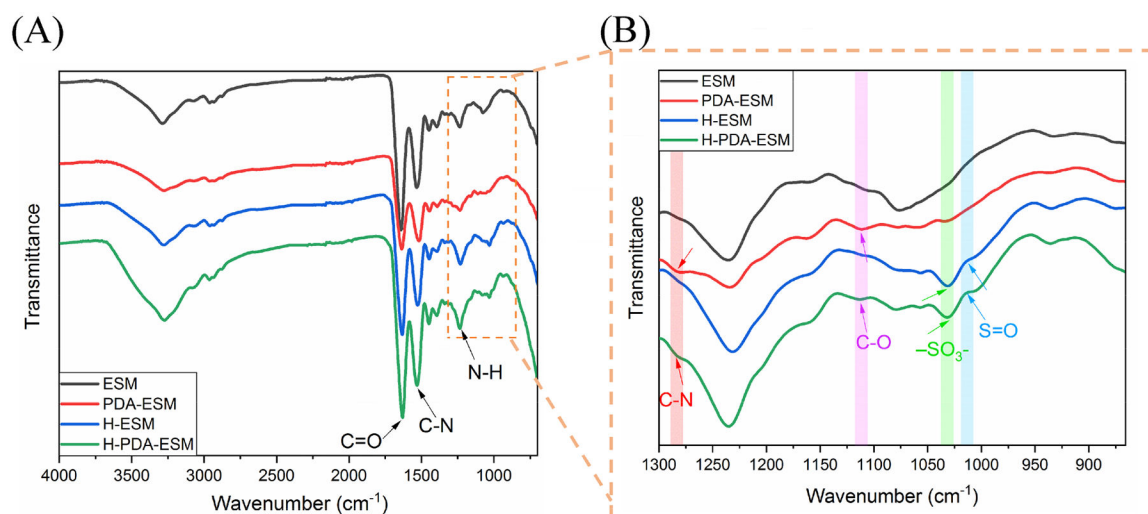 (A)
(B)
Transmittance
ESM
PDA-ESM
H-ESM
H-PDA-ESM
C=O
C-N
N-H
4000 3500 3000 2500 2000 1500 1000
Wavenumber (cm⁻¹)
Transmittance
ESM
PDA-ESM
H-ESM
H-PDA-ESM
C-N
C-O
–SO₃-
S=O
1300 1250 1200 1150 1100 1050 1000 950 900
Wavenumber (cm⁻¹)